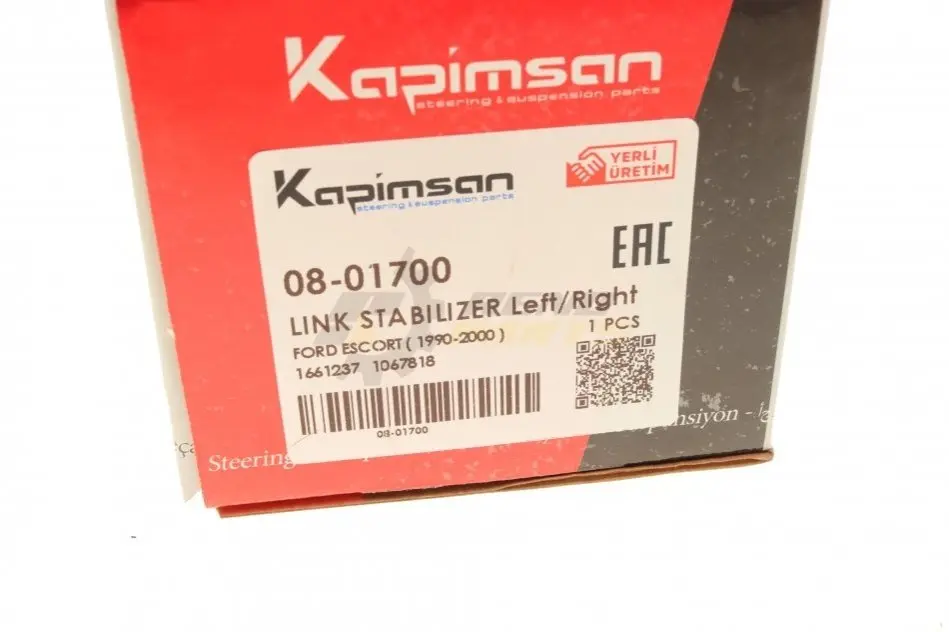 Kapimsan
steering & suspension parts
Kapimsan
steering & suspension parts
YERLİ
ÜRETİM
EAC
08-01700
LINK STABILIZER Left/Right
FORD ESCORT ( 1990-2000 )
1 PCS
1661237 1067818
08-01700
Steering